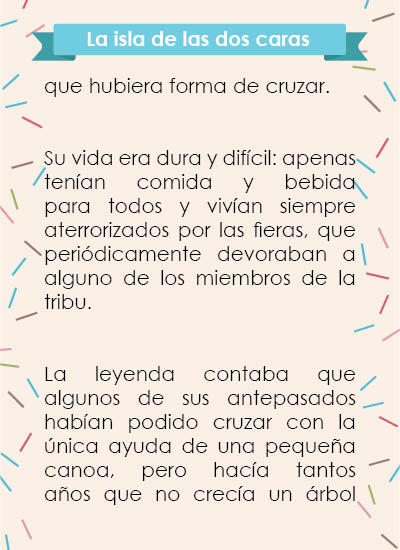 La isla de las dos caras
que hubiera forma de cruzar.
Su vida era dura y difícil: apenas
tenían comida y bebida
para todos y vivían siempre
aterrorizados por las fieras, que
periódicamente devoraban a
alguno de los miembros de la
tribu.
La leyenda contaba que
algunos de sus antepasados
habían podido cruzar con la
única ayuda de una pequeña
canoa, pero hacía tantos
años que no crecía un árbol